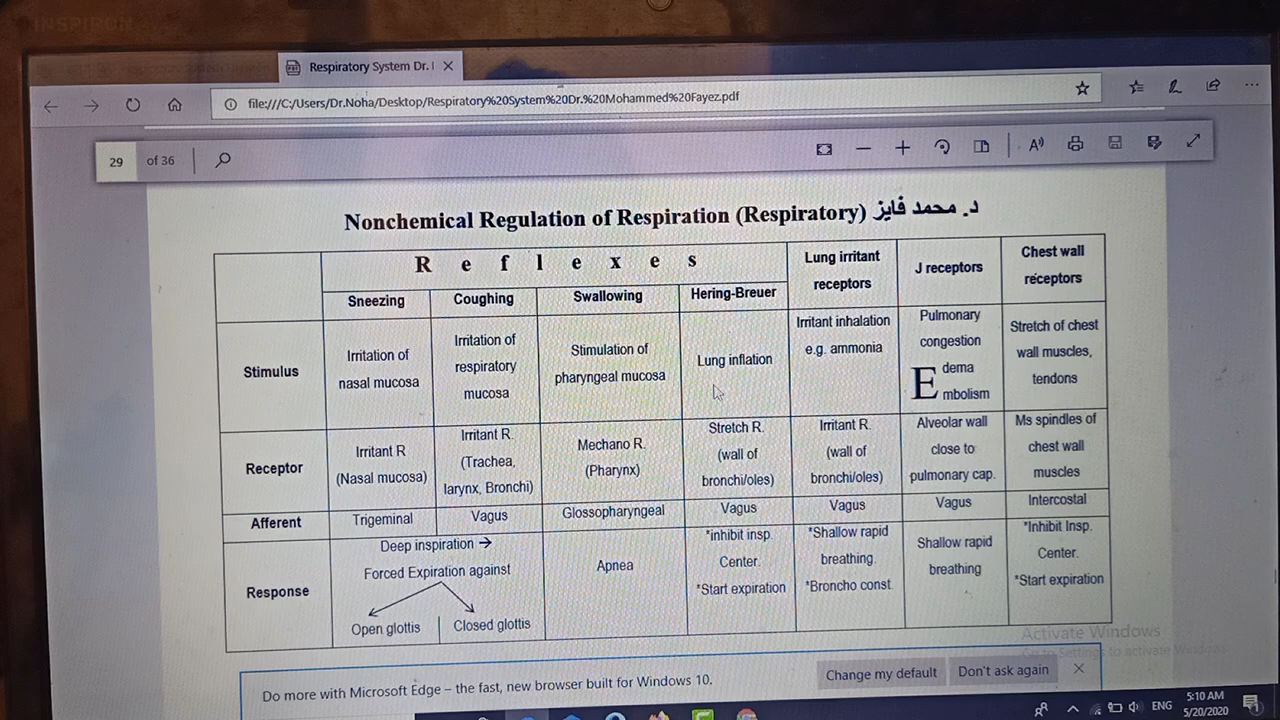 INSPIRON
Respiratory System Dr. I
file:///C:/Users/Dr.Noha/Desktop/Respiratory%20System%20Dr.%20Mohammed%20Fayez.pdf
29 of 36
Nonchemical Regulation of Respiration (Respiratory) د. محمد فايز
R e f l e x e s
Lung irritant
receptors
J receptors
Chest wall
receptors
Sneezing
Coughing
Swallowing
Hering-Breuer
Stimulus
Irritation of
nasal mucosa
Irritation of
respiratory
mucosa
Stimulation of
pharyngeal mucosa
Lung inflation
Irritant inhalation
e.g. ammonia
Pulmonary
congestion
E dema
mbolism
Stretch of chest
wall muscles,
tendons
Receptor
Irritant R
(Nasal mucosa)
Irritant R.
(Trachea,
larynx, Bronchi)
Mechano R.
(Pharynx)
Stretch R.
(wall of
bronchi/oles)
Irritant R.
(wall of
bronchi/oles)
Alveolar wall
close to
pulmonary cap.
Ms spindles of
chest wall
muscles
Afferent
Trigeminal
Vagus
Glossopharyngeal
Vagus
Vagus
Vagus
Intercostal
Response
Deep inspiration →
Forced Expiration against
Open glottis
Closed glottis
Apnea
*inhibit insp.
Center.
*Start expiration
*Shallow rapid
breathing.
*Broncho const.
Shallow rapid
breathing
*Inhibit Insp.
Center.
*Start expiration
Activate Windows
Go to Settings to activate Windows.
Do more with Microsoft Edge – the fast, new browser built for Windows 10.
Change my default
Don't ask again
ENG
5:10 AM
5/20/2020